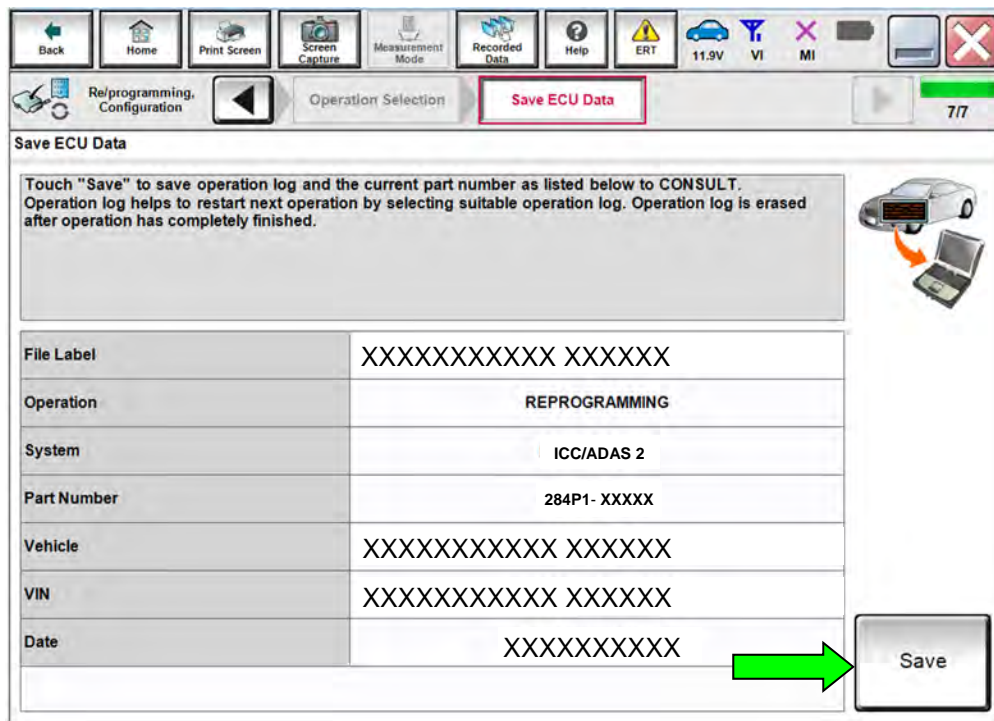 Back
Home
Print Screen
Screen
Capture
Measurement
Mode
Recorded
Data
Help
ERT
11.9V
VI
MI
Re/programming,
Configuration
Operation Selection
Save ECU Data
7/7
Save ECU Data
Touch "Save" to save operation log and the current part number as listed below to CONSULT.
Operation log helps to restart next operation by selecting suitable operation log. Operation log is erased
after operation has completely finished.
File Label
XXXXXXXXXXX XXXXXX
Operation
REPROGRAMMING
System
ICC/ADAS 2
Part Number
284P1- XXXXX
Vehicle
XXXXXXXXXXX XXXXXX
VIN
XXXXXXXXXXX XXXXXX
Date
XXXXXXXXXX
Save